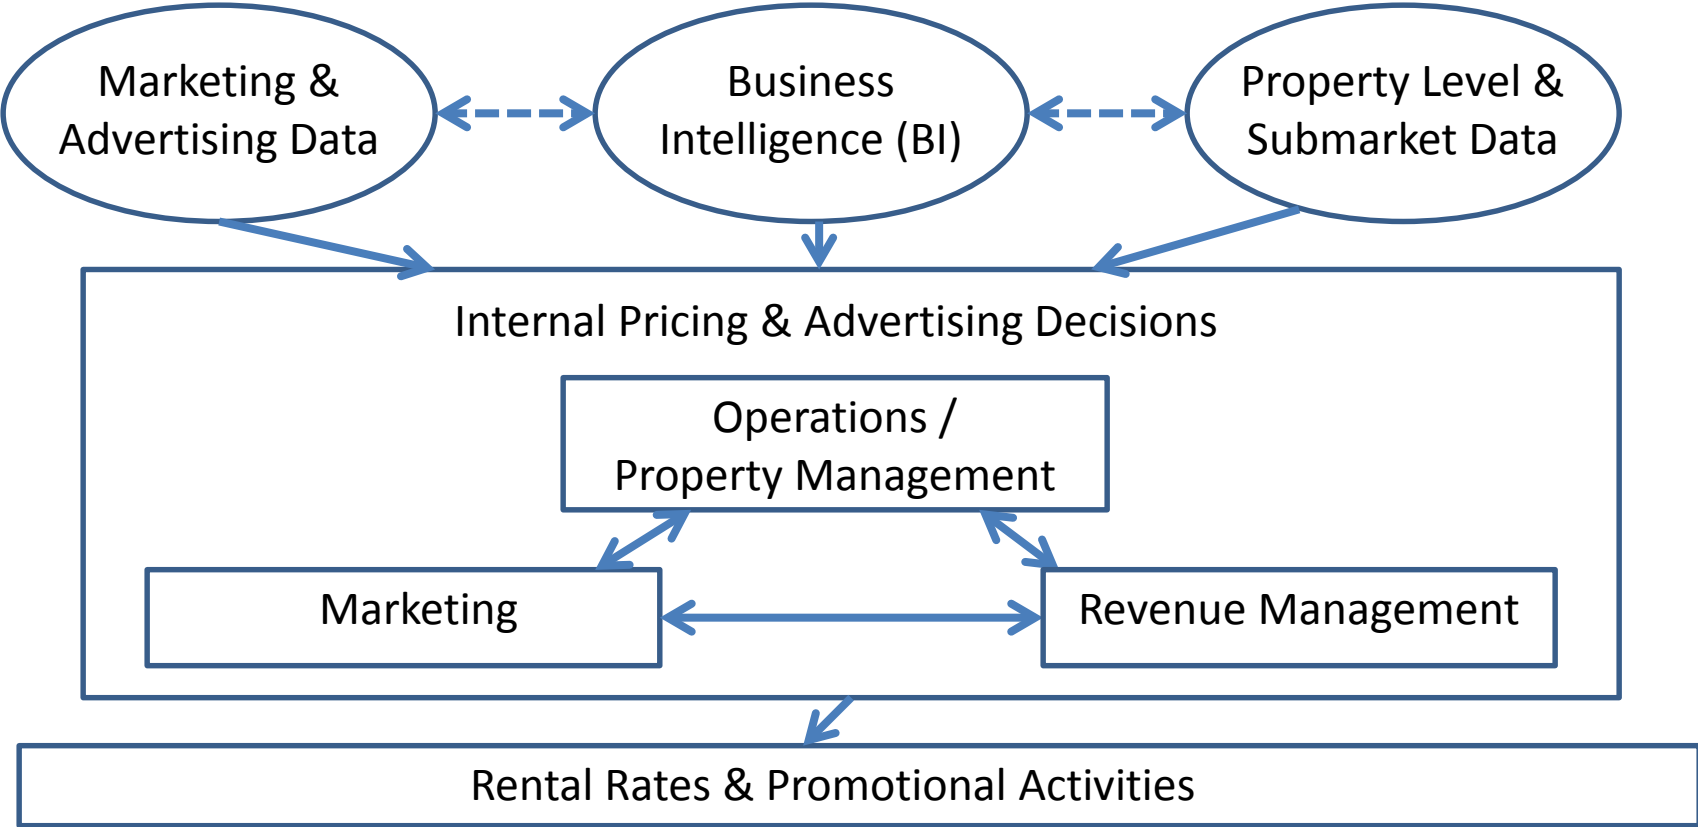 Marketing &
Advertising Data
Business
Intelligence (BI)
Property Level &
Submarket Data
Internal Pricing & Advertising Decisions
Operations /
Property Management
Marketing
Revenue Management
Rental Rates & Promotional Activities